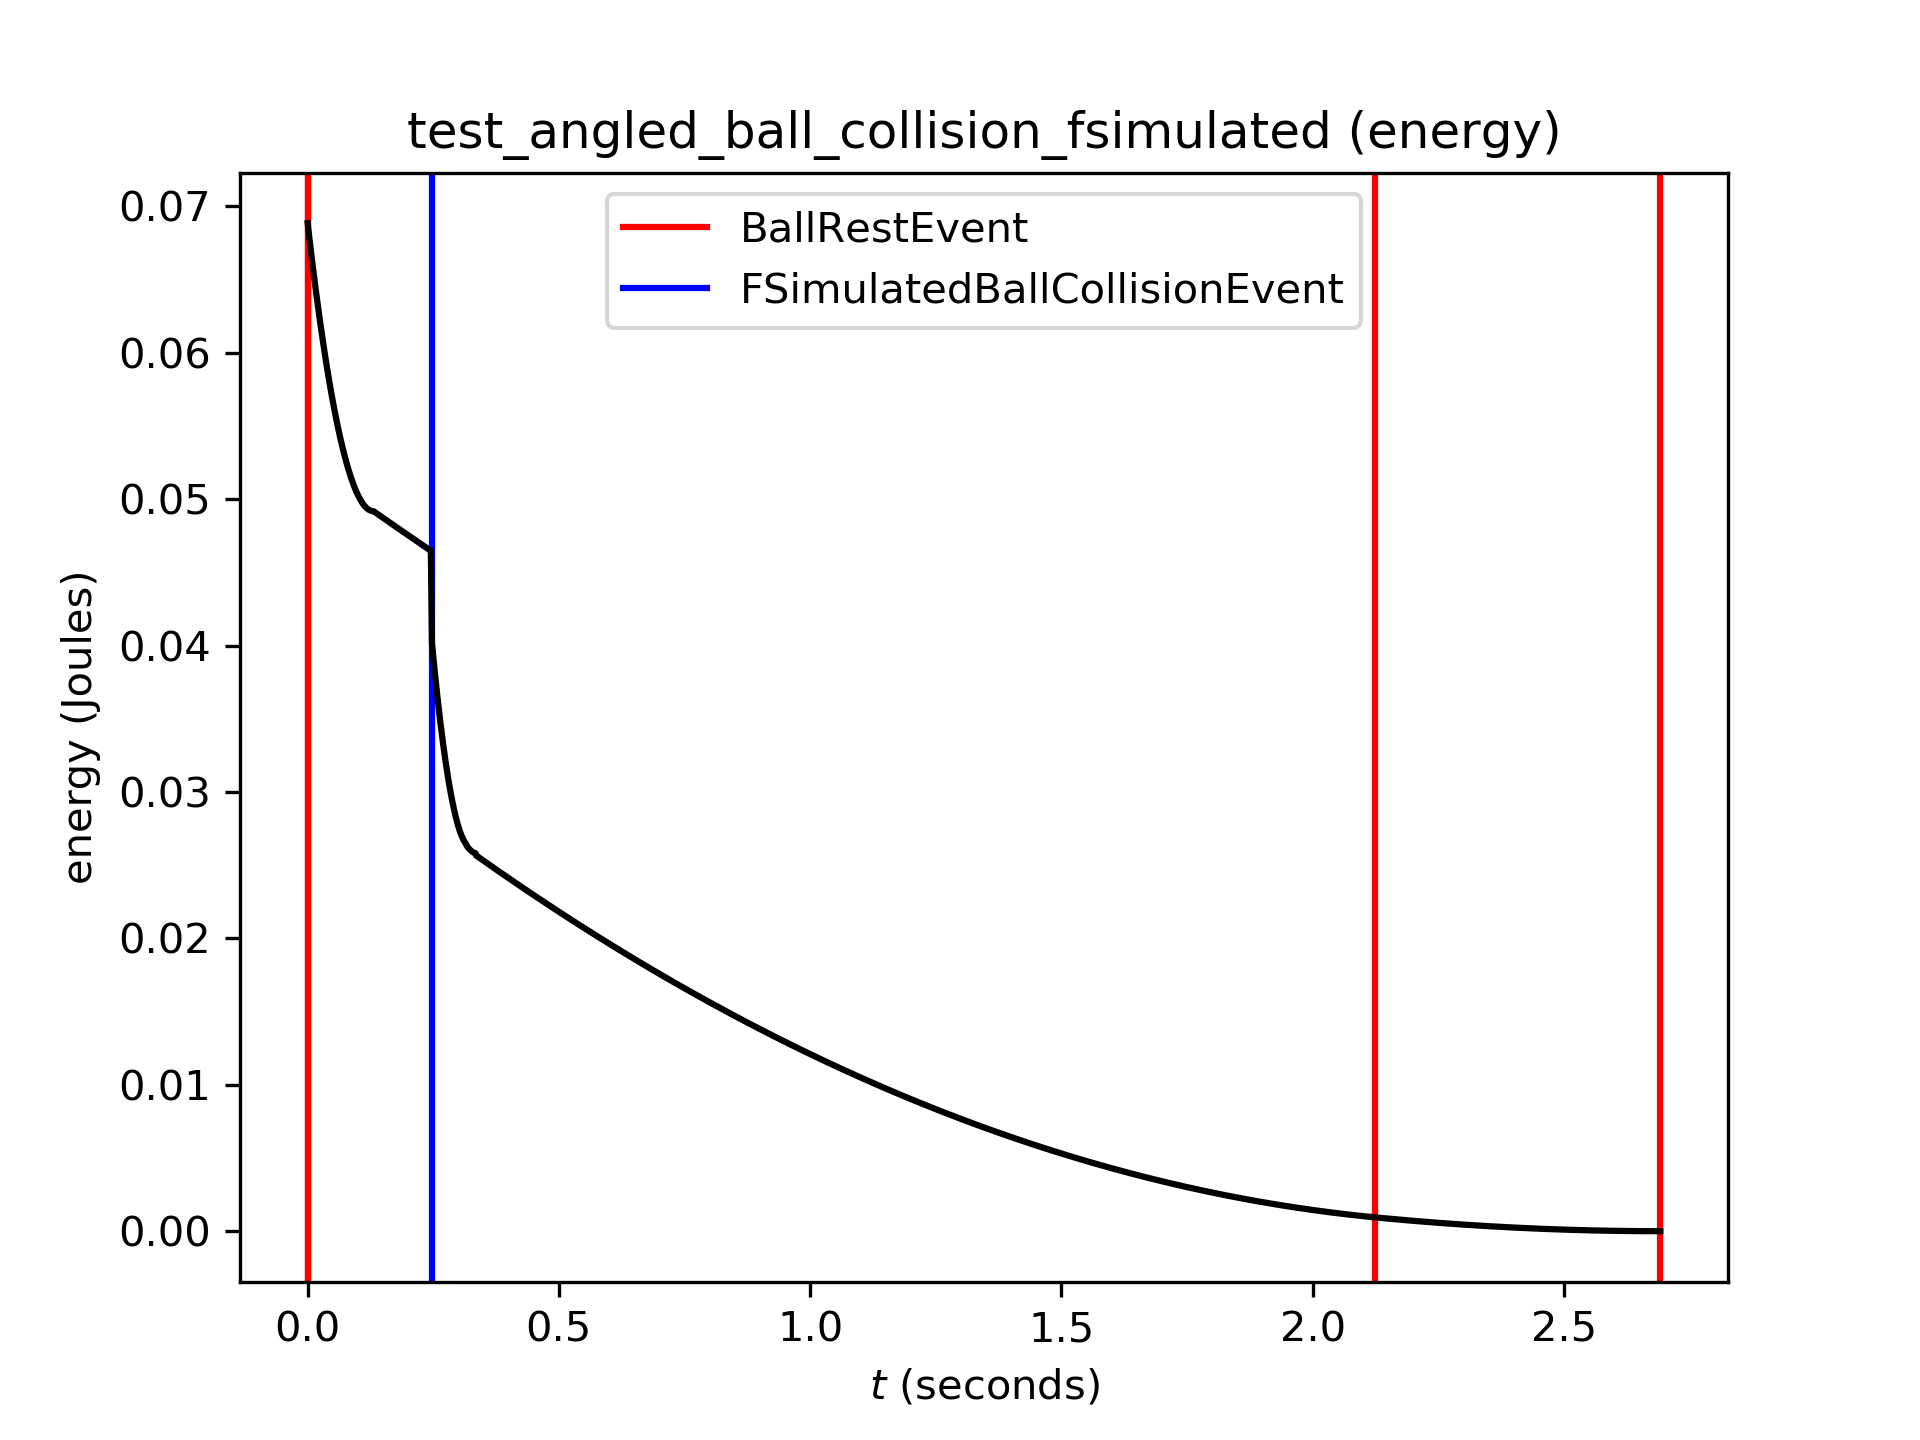 test_angled_ball_collision_fsimulated (energy)
BallRestEvent
FSimulatedBallCollisionEvent
energy (Joules)
0.07
0.06
0.05
0.04
0.03
0.02
0.01
0.00
0.0 0.5 1.0 1.5 2.0 2.5
t (seconds)